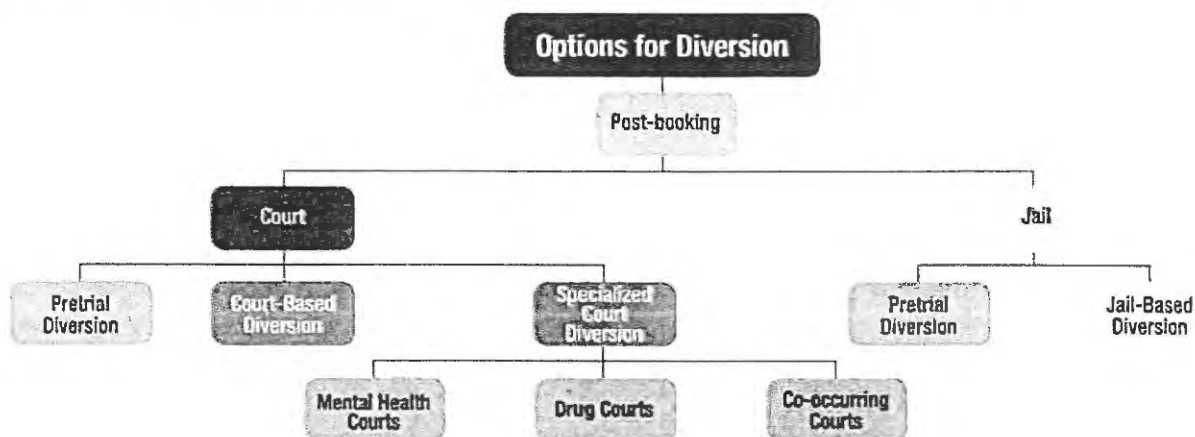 Options for Diversion
Post-booking
Court
Jail
Pretrial
Diversion
Court-Based
Diversion
Specialized
Court
Diversion
Pretrial
Diversion
Jail-Based
Diversion
Mental Health
Courts
Drug Courts
Co-occurring
Courts